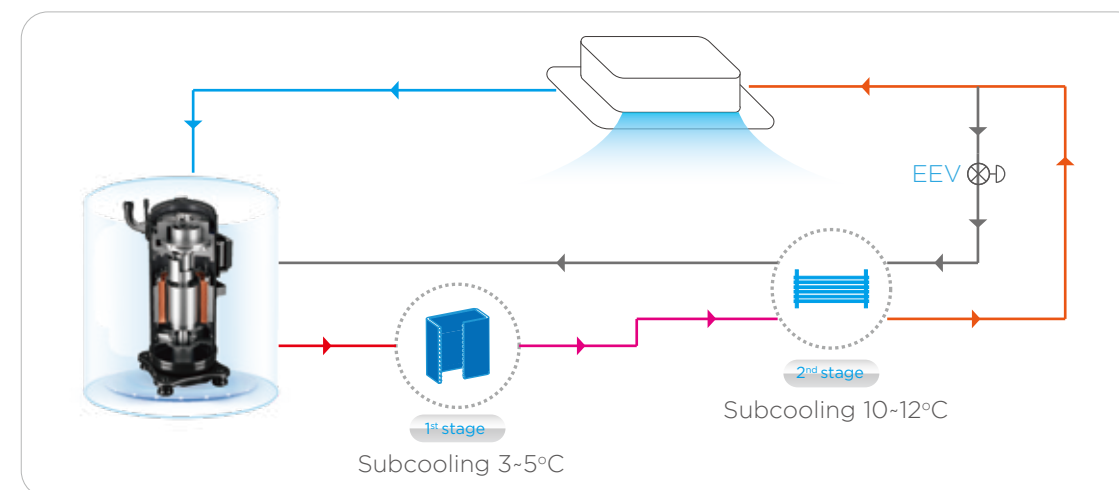 EEV
2nd stage
Subcooling 10~12°C
1st stage
Subcooling 3~5°C